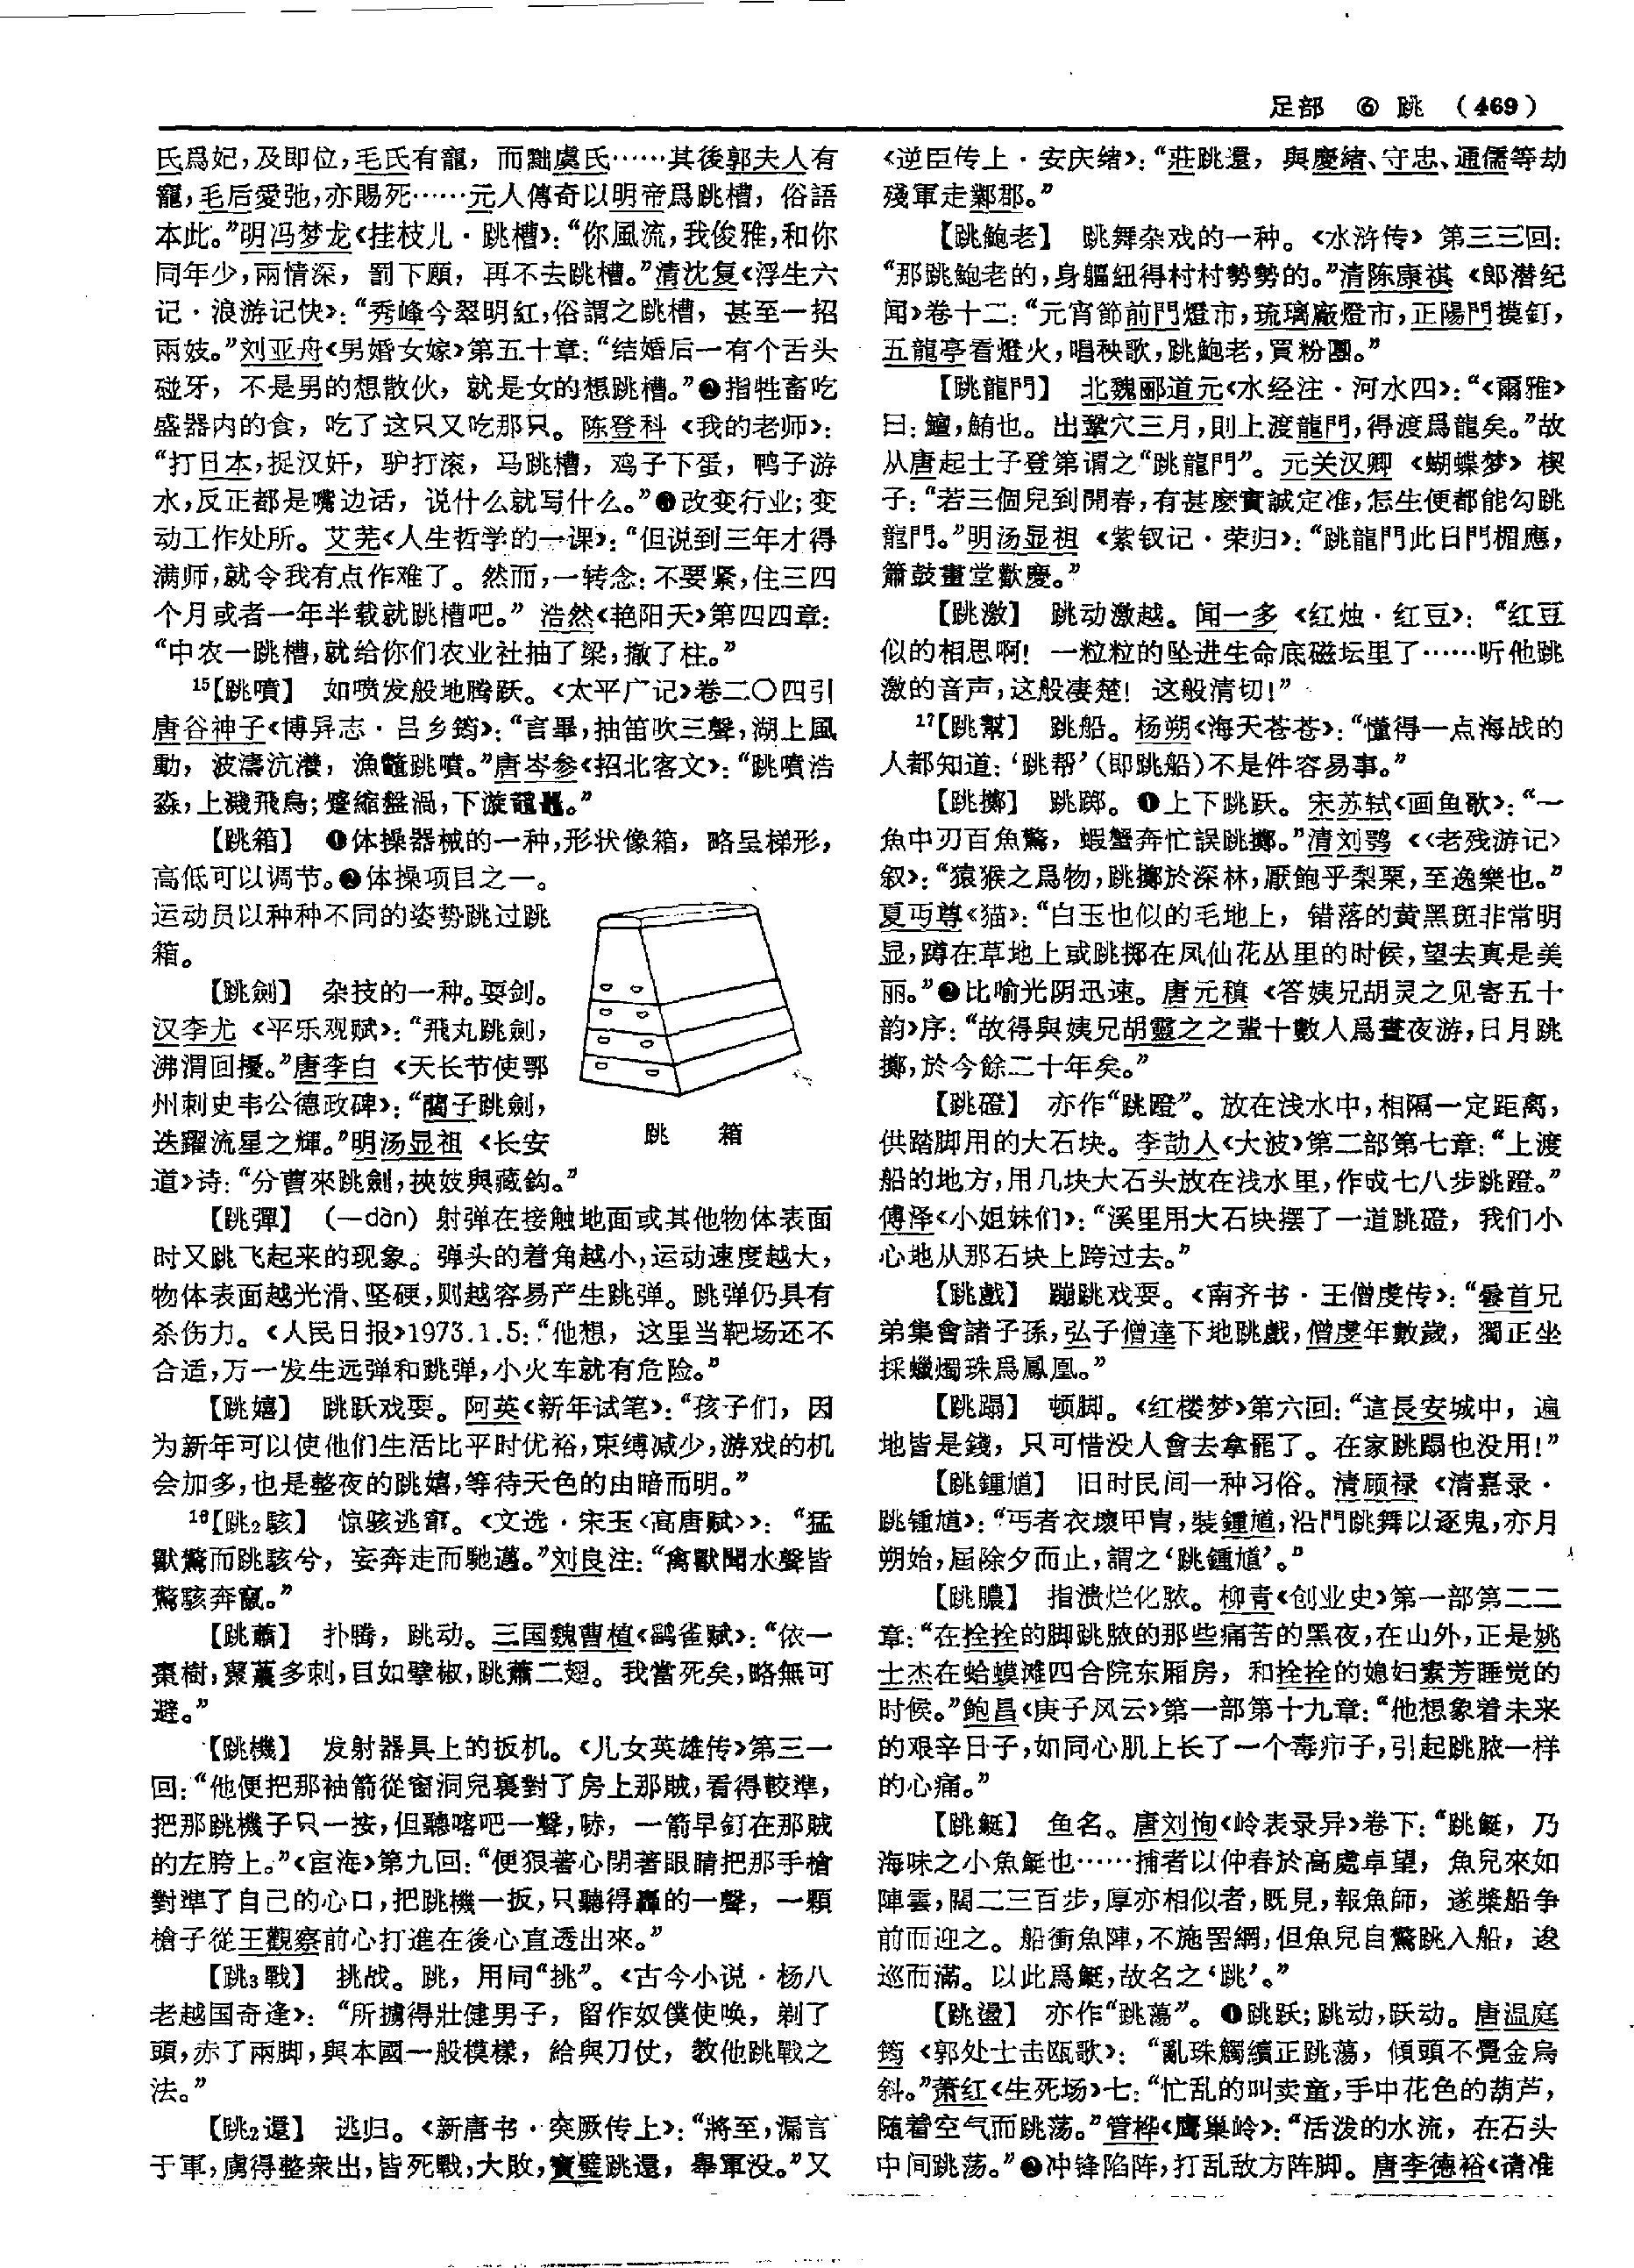 足部 ⑥ 跳 (469)
氏爲妃,及即位,毛氏有寵, 而黜虞氏……其後郭夫人有
寵,毛后愛弛,亦賜死……元人傳奇以明帝爲跳槽, 俗語
本此。”明冯梦龙《挂枝儿·跳槽》:“你風流,我俊雅,和你
同年少,兩情深, 罰下願, 再不去跳槽。”清沈复《浮生六
记·浪游记快》:“秀峰今翠明紅,俗謂之跳槽, 甚至一招
兩妓。”刘亚舟《男婚女嫁》第五十章:“结婚后一有个舌头
碰牙, 不是男的想散伙, 就是女的想跳槽。”❷指牲畜吃
盛器内的食, 吃了这只又吃那只。 陈登科《我的老师》:
“打日本,捉汉奸, 驴打滚, 马跳槽, 鸡子下蛋, 鸭子游
水,反正都是嘴边话, 说什么就写什么。”❸改变行业;变
动工作处所。 艾芜《人生哲学的一课》:“但说到三年才得
满师,就令我有点作难了。 然而,一转念:不要紧,住三四
个月或者一年半载就跳槽吧。” 浩然《艳阳天》第四四章:
“中农一跳槽,就给你们农业社抽了梁,撤了柱。”
15【跳噴】 如喷发般地腾跃。《太平广记》卷二〇四引
唐谷神子《博异志·吕乡筠》:“言畢,抽笛吹三聲,湖上風
動, 波濤沆瀁, 漁鼈跳噴。”唐岑参《招北客文》:“跳噴浩
淼,上濺飛鳥;蹙縮盤渦,下漩黿鼉。”
【跳箱】 ❶体操器械的一种,形状像箱, 略呈梯形,
高低可以调节。❷体操项目之一。
运动员以种种不同的姿势跳过跳
箱。
【跳劍】 杂技的一种。耍剑。
汉李尤《平乐观赋》:“飛丸跳劍,
沸渭回擾。”唐李白《天长节使鄂
州刺史韦公德政碑》:“蘭子跳劍,
迭躍流星之輝。”明汤显祖《长安
道》诗:“分曹來跳劍,挾妓與藏鈎。”
跳 箱
【跳彈】 (—dàn) 射弹在接触地面或其他物体表面
时又跳飞起来的现象。 弹头的着角越小,运动速度越大,
物体表面越光滑、坚硬,则越容易产生跳弹。 跳弹仍具有
杀伤力。《人民日报》1973.1.5:“他想, 这里当靶场还不
合适,万一发生远弹和跳弹,小火车就有危险。”
【跳嬉】 跳跃戏耍。 阿英《新年试笔》:“孩子们, 因
为新年可以使他们生活比平时优裕,束缚减少,游戏的机
会加多,也是整夜的跳嬉,等待天色的由暗而明。”
16【跳₂駭】 惊骇逃窜。《文选·宋玉〈高唐赋〉》: “猛
獸驚而跳駭兮, 妄奔走而馳邁。”刘良注:“禽獸聞水聲皆
驚駭奔竄。”
【跳蕭】 扑腾, 跳动。 三国魏曹植《鹞雀赋》:“依一
棗樹,藂蕽多刺,目如擘椒,跳蕭二翅。 我當死矣,略無可
避。”
【跳機】 发射器具上的扳机。《儿女英雄传》第三一
回:“他便把那袖箭從窗洞兒裏對了房上那賊,看得較準,
把那跳機子只一按,但聽喀吧一聲,哧, 一箭早釘在那賊
的左胯上。”《宦海》第九回:“便狠著心閉著眼睛把那手槍
對準了自己的心口,把跳機一扳,只聽得轟的一聲, 一顆
槍子從王觀察前心打進在後心直透出來。”
【跳₃戰】 挑战。 跳, 用同“挑”。《古今小说·杨八
老越国奇逢》: “所擄得壯健男子, 留作奴僕使唤, 剃了
頭,赤了兩脚,與本國一般模樣, 給與刀仗, 教他跳戰之
法。”
【跳₂還】 逃归。《新唐书·突厥传上》:“將至,漏言
于軍,虜得整衆出,皆死戰,大敗,寶璧跳還, 舉軍没。”又
《逆臣传上·安庆绪》:“莊跳還, 與慶緒、守忠、通儒等劫
殘軍走鄴郡。”
【跳鮑老】 跳舞杂戏的一种。《水浒传》第三三回:
“那跳鮑老的,身軀紐得村村勢勢的。”清陈康祺《郎潜纪
闻》卷十二:“元宵節前門燈市,琉璃廠燈市,正陽門摸釘,
五龍亭看燈火,唱秧歌,跳鮑老,買粉團。”
【跳龍門】 北魏郦道元《水经注·河水四》:“《爾雅》
曰:鱣,鮪也。 出鞏穴三月,則上渡龍門,得渡爲龍矣。”故
从唐起士子登第谓之“跳龍門”。 元关汉卿《蝴蝶梦》楔
子:“若三個兒到開春,有甚麽實誠定准,怎生便都能勾跳
龍門。”明汤显祖《紫钗记·荣归》:“跳龍門此日門楣應,
簫鼓畫堂歡慶。”
【跳激】 跳动激越。 闻一多《红烛·红豆》: “红豆
似的相思啊! 一粒粒的坠进生命底磁坛里了……听他跳
激的音声,这般凄楚! 这般清切!”
17【跳幫】 跳船。 杨朔《海天苍苍》:“懂得一点海战的
人都知道:‘跳帮’(即跳船)不是件容易事。”
【跳擲】 跳踯。 ❶上下跳跃。 宋苏轼《画鱼歌》:“一
魚中刃百魚驚, 蝦蟹奔忙誤跳擲。”清刘鹗《〈老残游记〉
叙》:“猿猴之爲物,跳擲於深林,厭飽乎梨栗,至逸樂也。”
夏丏尊《猫》:“白玉也似的毛地上, 错落的黄黑斑非常明
显,蹲在草地上或跳掷在凤仙花丛里的时候,望去真是美
丽。”❷比喻光阴迅速。 唐元稹《答姨兄胡灵之见寄五十
韵》序:“故得與姨兄胡靈之之輩十數人爲晝夜游,日月跳
擲,於今餘二十年矣。”
【跳磴】 亦作“跳蹬”。 放在浅水中,相隔一定距离,
供踏脚用的大石块。 李劼人《大波》第二部第七章:“上渡
船的地方,用几块大石头放在浅水里,作成七八步跳蹬。”
傅泽《小姐妹们》:“溪里用大石块摆了一道跳磴, 我们小
心地从那石块上跨过去。”
【跳戲】 蹦跳戏耍。《南齐书·王僧虔传》:“曇首兄
弟集會諸子孫,弘子僧達下地跳戲,僧虔年數歲, 獨正坐
採蠟燭珠爲鳳凰。”
【跳蹋】 顿脚。《红楼梦》第六回:“這長安城中, 遍
地皆是錢, 只可惜没人會去拿罷了。 在家跳蹋也没用!”
【跳鍾馗】 旧时民间一种习俗。 清顾禄《清嘉录·
跳锺馗》:“丐者衣壞甲冑,裝鍾馗,沿門跳舞以逐鬼,亦月
朔始,屆除夕而止,謂之‘跳鍾馗’。”
【跳膿】 指溃烂化脓。 柳青《创业史》第一部第二二
章:“在拴拴的脚跳脓的那些痛苦的黑夜,在山外,正是姚
士杰在蛤蟆滩四合院东厢房, 和拴拴的媳妇素芳睡觉的
时候。”鲍昌《庚子风云》第一部第十九章:“他想象着未来
的艰辛日子,如同心肌上长了一个毒疖子,引起跳脓一样
的心痛。”
【跳鮏】 鱼名。 唐刘恂《岭表录异》卷下:“跳鮏, 乃
海味之小魚鮏也……捕者以仲春於高處卓望, 魚兒來如
陣雲,闊二三百步,厚亦相似者,既見,報魚師, 遂槳船争
前而迎之。 船衝魚陣,不施罟網,但魚兒自驚跳入船, 逡
巡而滿。 以此爲鮏,故名之‘跳’。”
【跳盪】 亦作“跳蕩”。 ❶跳跃;跳动,跃动。 唐温庭
筠《郭处士击瓯歌》: “亂珠觸續正跳蕩, 傾頭不覺金烏
斜。”萧红《生死场》七:“忙乱的叫卖童,手中花色的葫芦,
随着空气而跳荡。”管桦《鹰巢岭》:“活泼的水流, 在石头
中间跳荡。”❷冲锋陷阵,打乱敌方阵脚。 唐李德裕《请准